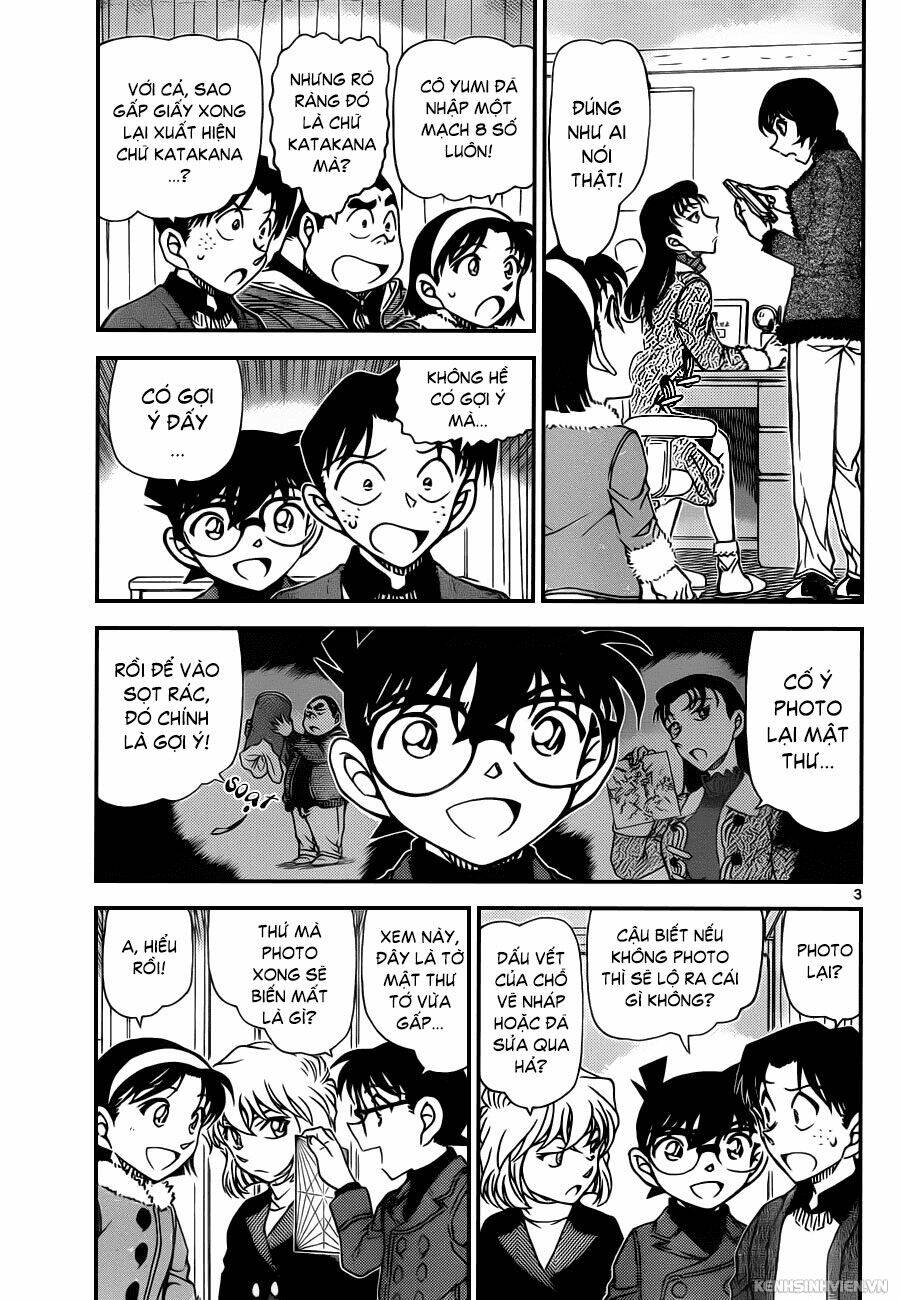 ĐÚNG
NHƯ AI
NÓI
THẬT!
CÔ YUMI ĐÃ
NHẬP MỘT
MẠCH 8 SỐ
LUÔN!
NHƯNG RÕ
RÀNG ĐÓ
LÀ CHỮ
KATAKANA
MÀ?
VỚI CẢ, SAO
GẤP GIẤY XONG
LẠI XUẤT HIỆN
CHỮ KATAKANA
...?
KHÔNG HỀ
CÓ GỢI Ý
MÀ...
CÓ GỢI
Ý ĐẤY
...
CỐ Ý
PHOTO
LẠI MẬT
THƯ...
RỒI ĐỂ VÀO
SỌT RÁC,
ĐÓ CHÍNH
LÀ GỢI Ý!
soạt
3
PHOTO
LẠI?
CẬU BIẾT NẾU
KHÔNG PHOTO
THÌ SẼ LỘ RA CÁI
GÌ KHÔNG?
DẤU VẾT
CỦA CHỖ
VẼ NHÁP
HOẶC ĐÃ
SỬA QUA
HẢ?
XEM NÀY,
ĐÂY LÀ TỜ
MẬT THƯ
TỚ VỪA
GẤP...
THỨ MÀ
PHOTO
XONG SẼ
BIẾN MẤT
LÀ GÌ?
A, HIỂU
RỒI!
KENHSINHVIEN.VN